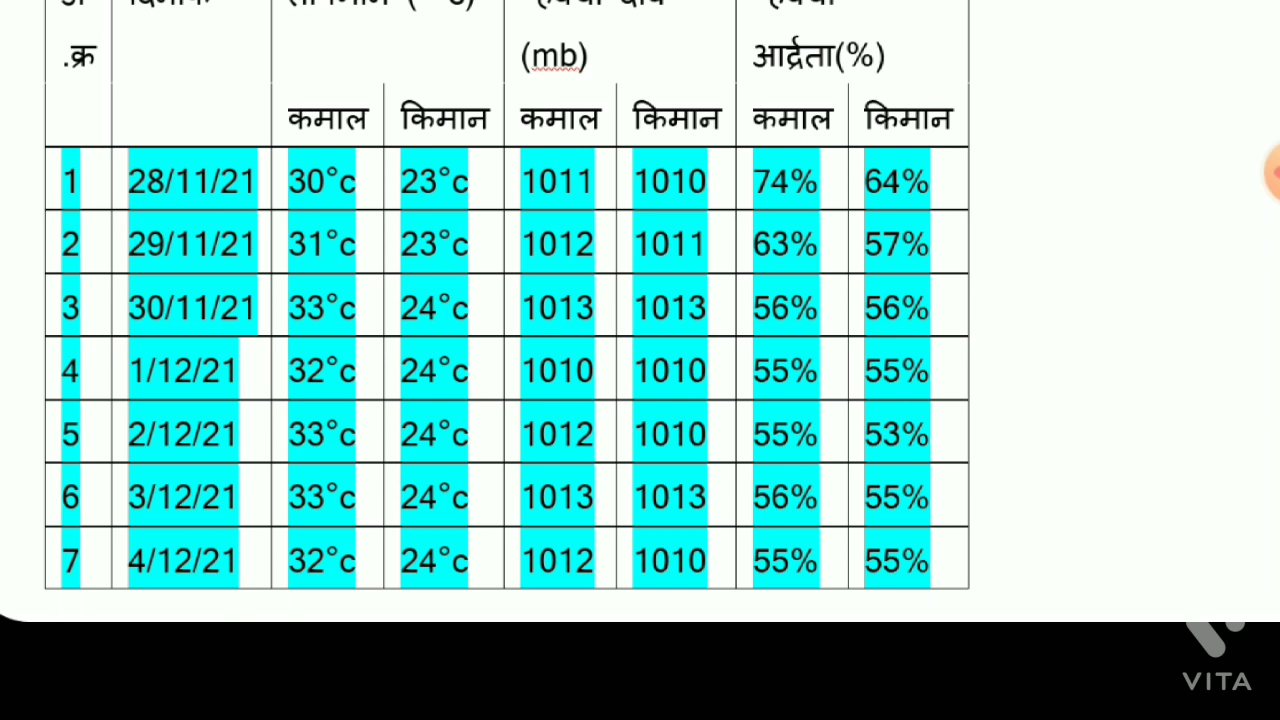 .क्र (mb) आर्द्रता(%)
कमाल किमान कमाल किमान कमाल किमान
1 28/11/21 30°c 23°c 1011 1010 74% 64%
2 29/11/21 31°c 23°c 1012 1011 63% 57%
3 30/11/21 33°c 24°c 1013 1013 56% 56%
4 1/12/21 32°c 24°c 1010 1010 55% 55%
5 2/12/21 33°c 24°c 1012 1010 55% 53%
6 3/12/21 33°c 24°c 1013 1013 56% 55%
7 4/12/21 32°c 24°c 1012 1010 55% 55%
VITA